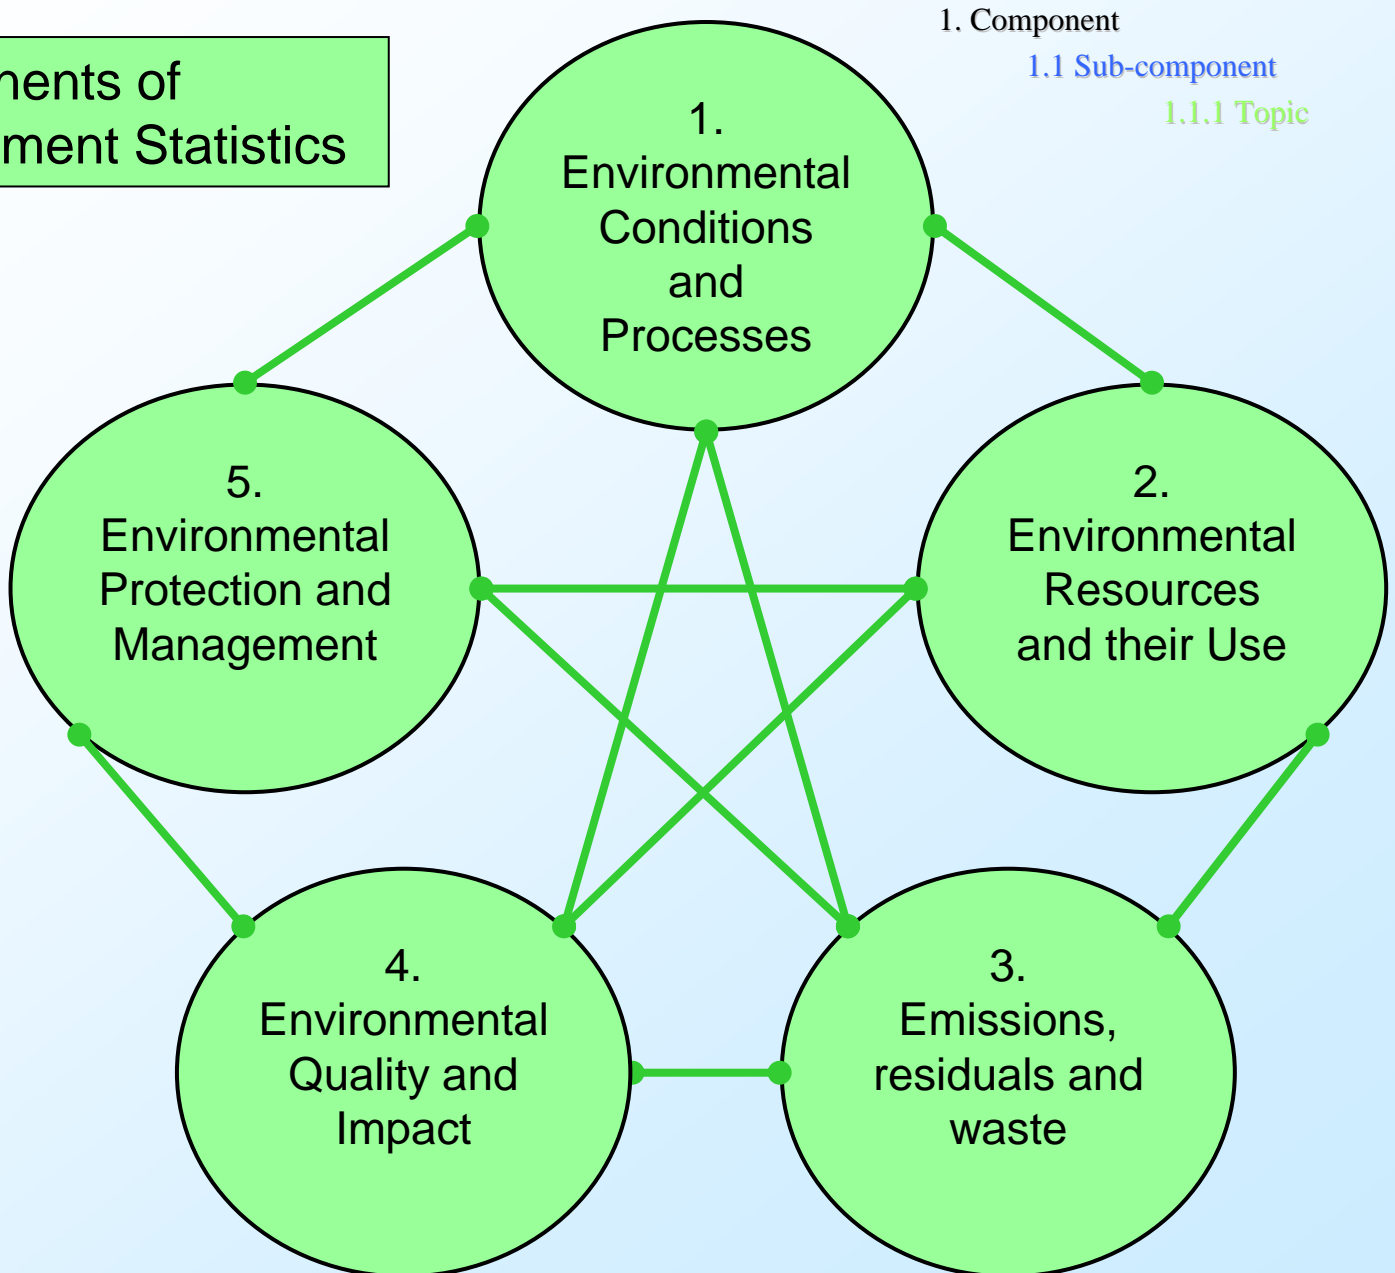 nents of
ment Statistics
1. Component
1.1 Sub-component
1.1.1 Topic
1.
Environmental
Conditions
and
Processes
5.
Environmental
Protection and
Management
2.
Environmental
Resources
and their Use
4.
Environmental
Quality and
Impact
3.
Emissions,
residuals and
waste